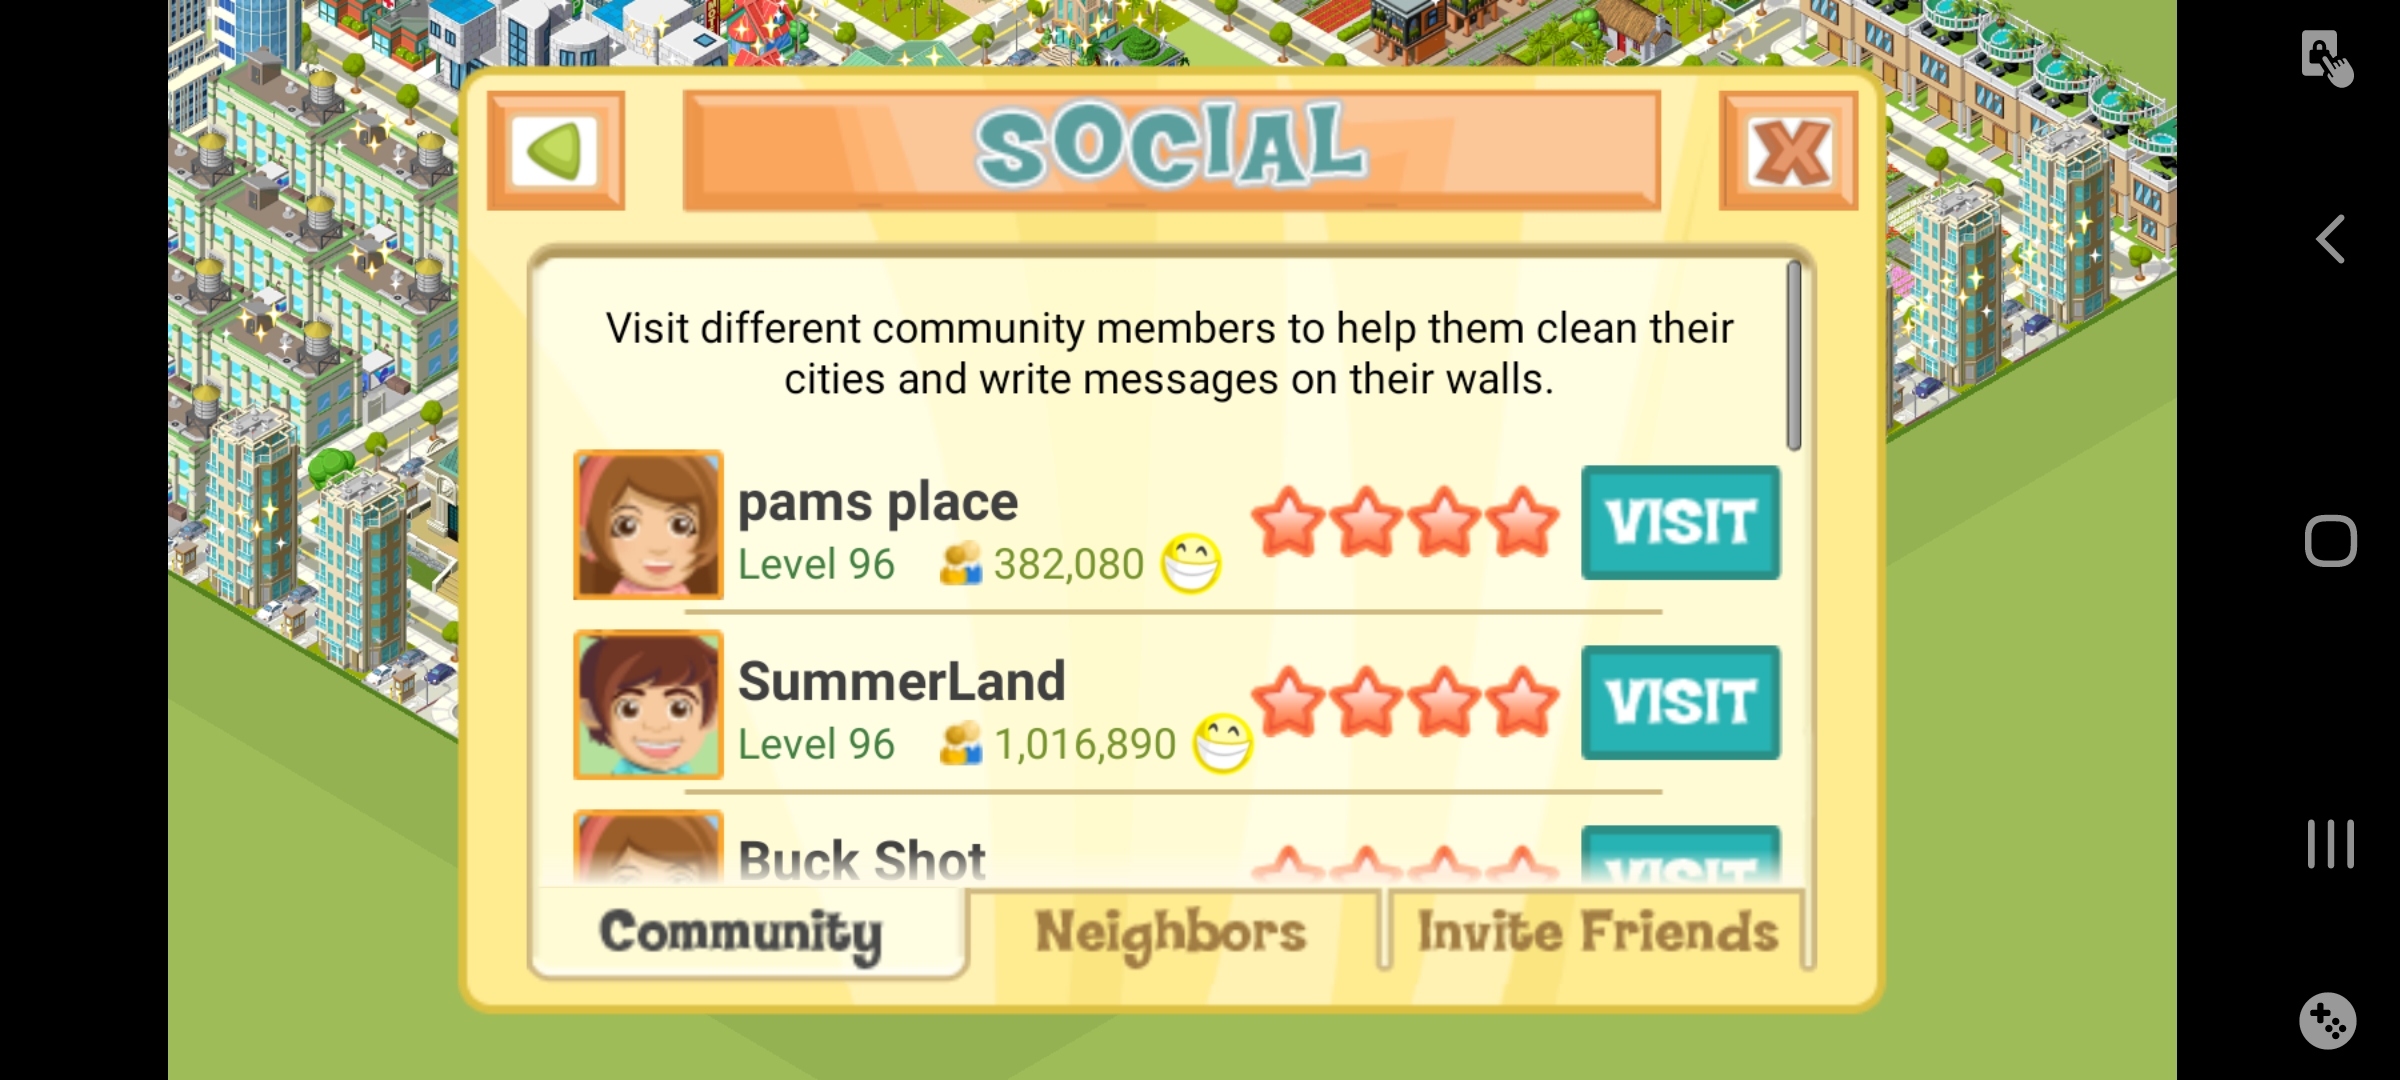 SOCIAL
Visit different community members to help them clean their
cities and write messages on their walls.
pams place
Level 96 382,080
VISIT
SummerLand
Level 96 1,016,890
VISIT
Buck Shot
VISIT
Community Neighbors Invite Friends